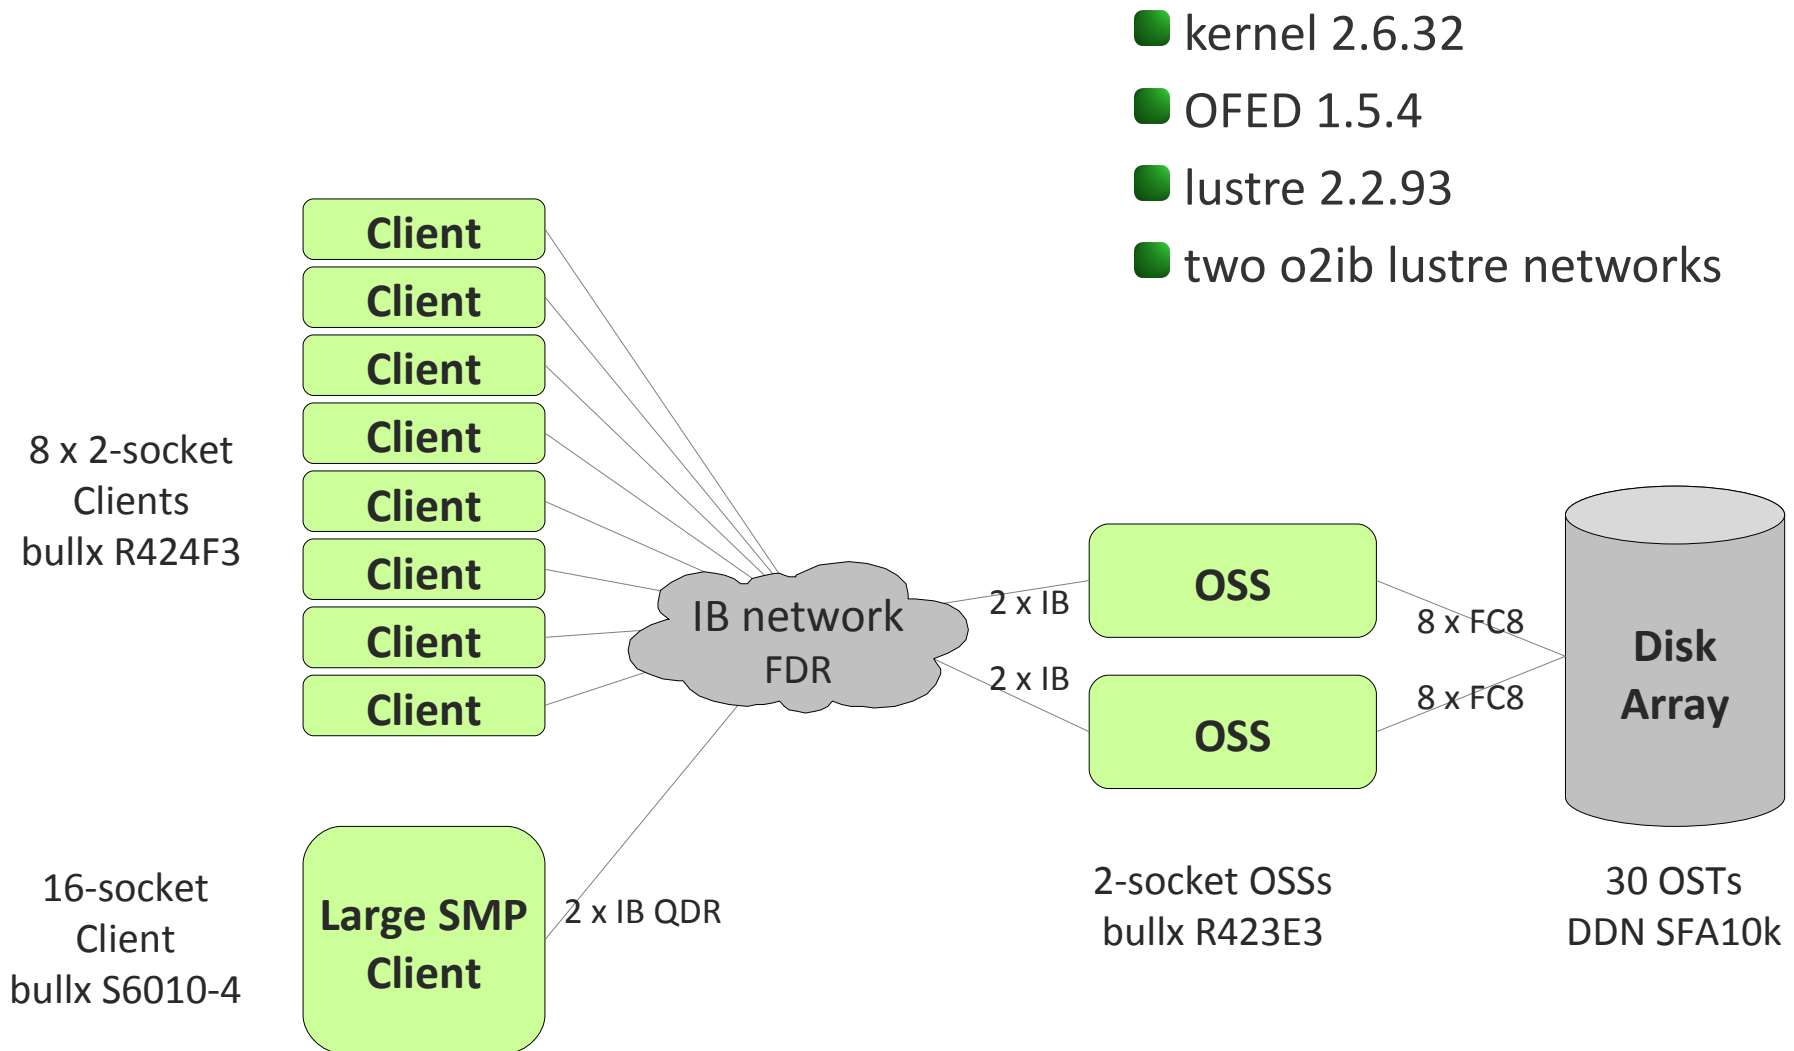 kernel 2.6.32
OFED 1.5.4
lustre 2.2.93
two o2ib lustre networks
8 x 2-socket
Clients
bullx R424F3
Client
Client
Client
Client
Client
Client
Client
Client
IB network
FDR
2 x IB
2 x IB
OSS
OSS
8 x FC8
8 x FC8
Disk
Array
16-socket
Client
bullx S6010-4
Large SMP
Client
2 x IB QDR
2-socket OSSs
bullx R423E3
30 OSTs
DDN SFA10k